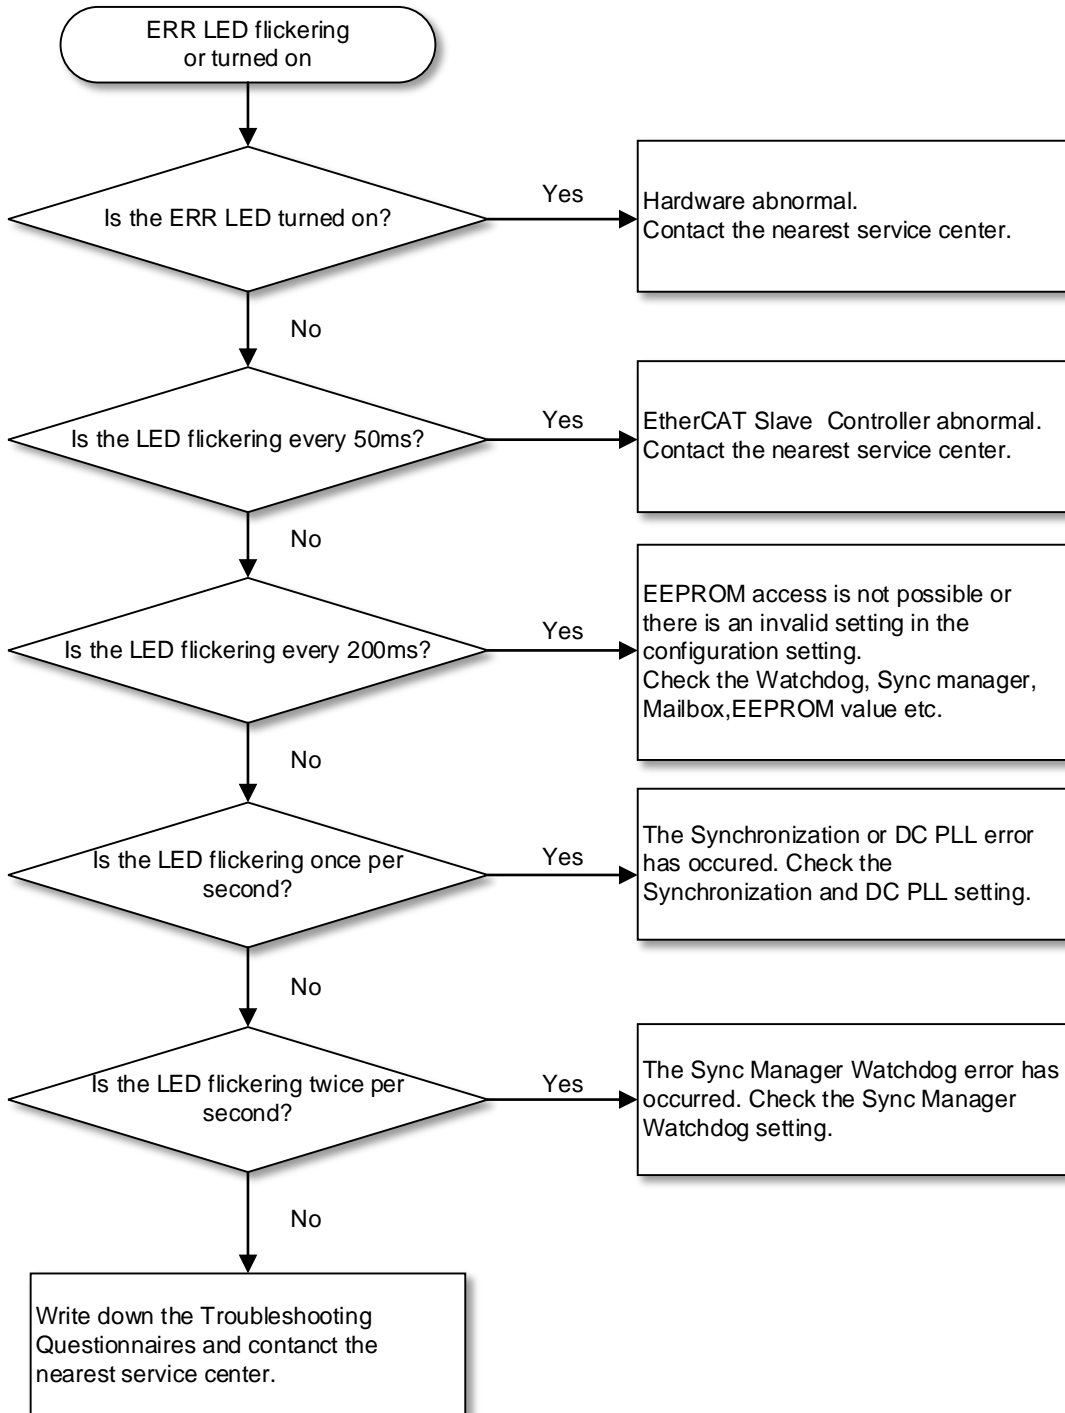 ERR LED flickering
or turned on
Is the ERR LED turned on?
Yes
Hardware abnormal.
Contact the nearest service center.
No
Is the LED flickering every 50ms?
Yes
EtherCAT Slave  Controller abnormal.
Contact the nearest service center.
No
Is the LED flickering every 200ms?
Yes
EEPROM access is not possible or
there is an invalid setting in the
configuration setting.
Check the Watchdog, Sync manager,
Mailbox,EEPROM value etc.
No
Is the LED flickering once per
second?
Yes
The Synchronization or DC PLL error
has occured. Check the
Synchronization and DC PLL setting.
No
Is the LED flickering twice per
second?
Yes
The Sync Manager Watchdog error has
occurred. Check the Sync Manager
Watchdog setting.
No
Write down the Troubleshooting
Questionnaires and contanct the
nearest service center.